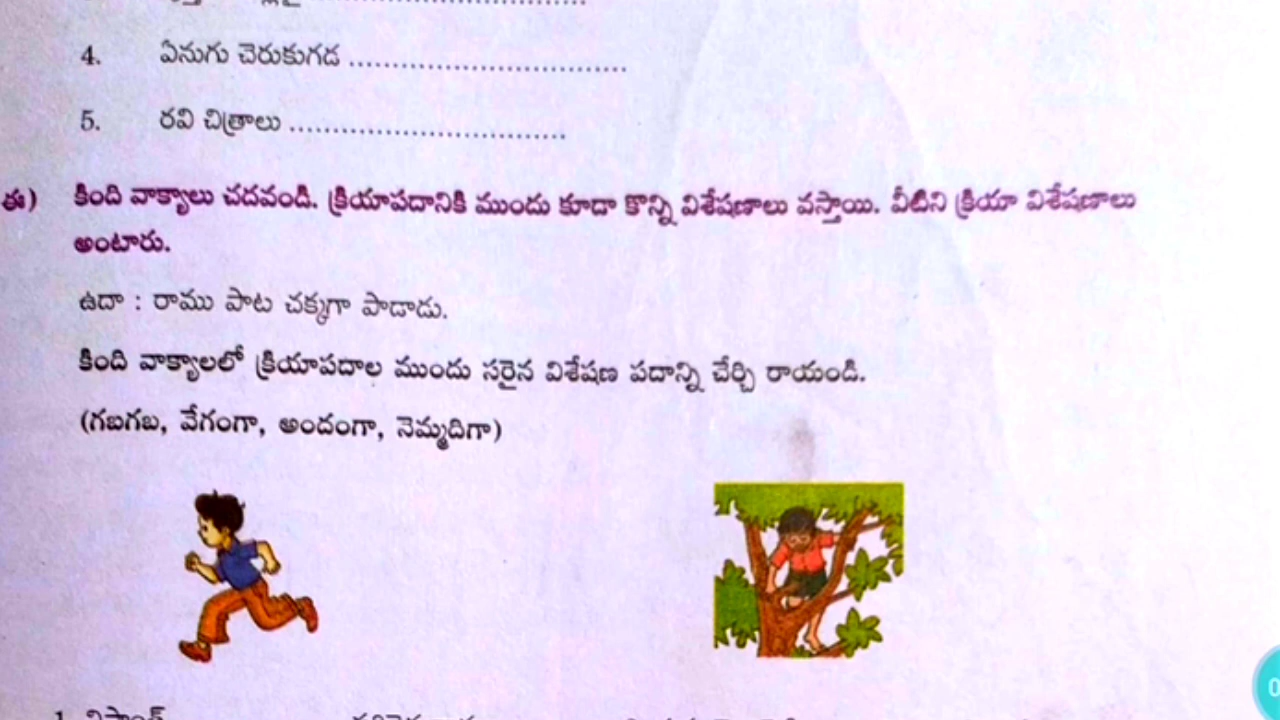 4. ఏనుగు చెరుకుగడ ................................
5. రవి చిత్రాలు ................................
ఈ) కింది వాక్యాలు చదవండి. క్రియాపదానికి ముందు కూడా కొన్ని విశేషణాలు వస్తాయి. వీటిని క్రియా విశేషణాలు
అంటారు.
ఉదా : రాము పాట చక్కగా పాడాడు.
కింది వాక్యాలలో క్రియాపదాల ముందు సరైన విశేషణ పదాన్ని చేర్చి రాయండి.
(గబగబ, వేగంగా, అందంగా, నెమ్మదిగా)